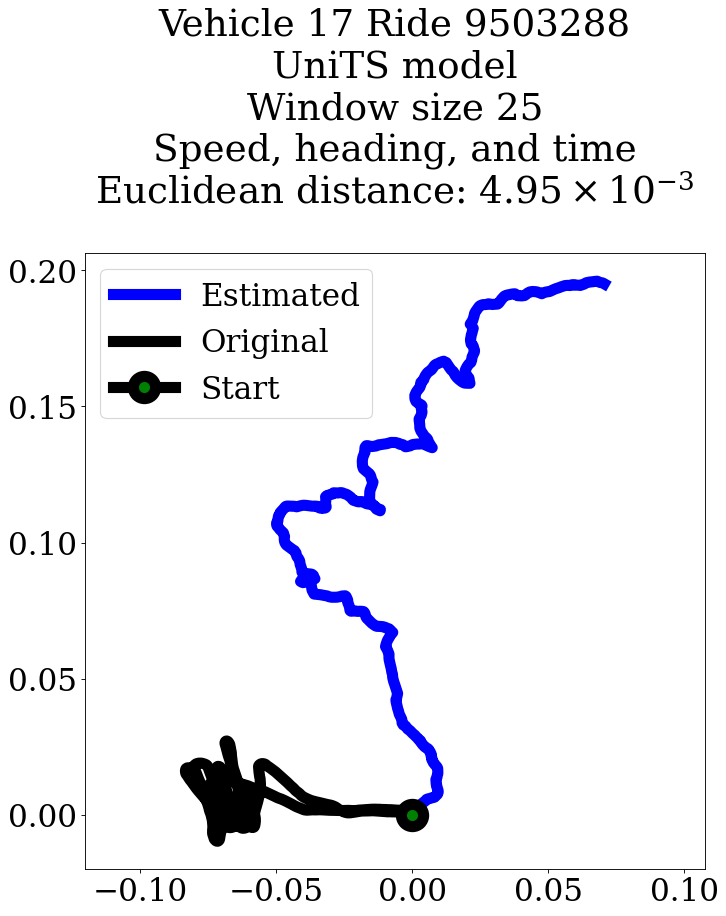 Vehicle 17 Ride 9503288
UniTS model
Window size 25
Speed, heading, and time
Euclidean distance: 4.95 × 10⁻³
Estimated
Original
Start
0.20
0.15
0.10
0.05
0.00
−0.10 −0.05 0.00 0.05 0.10